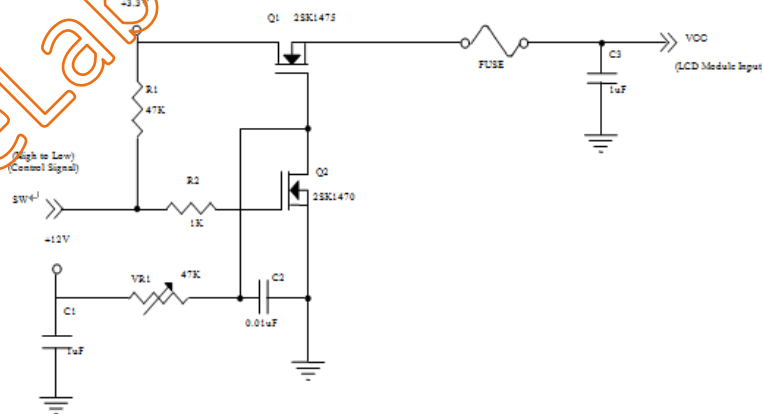 +3.3V
Q1 2SK1475
FUSE
VCC
(LCD Module Input)
C3
1uF
R1
47K
(High to Low)
(Control Signal)
SW
R2
1K
Q2
2SK1470
+12V
VR1
47K
C1
1uF
C2
0.01uF
eLab